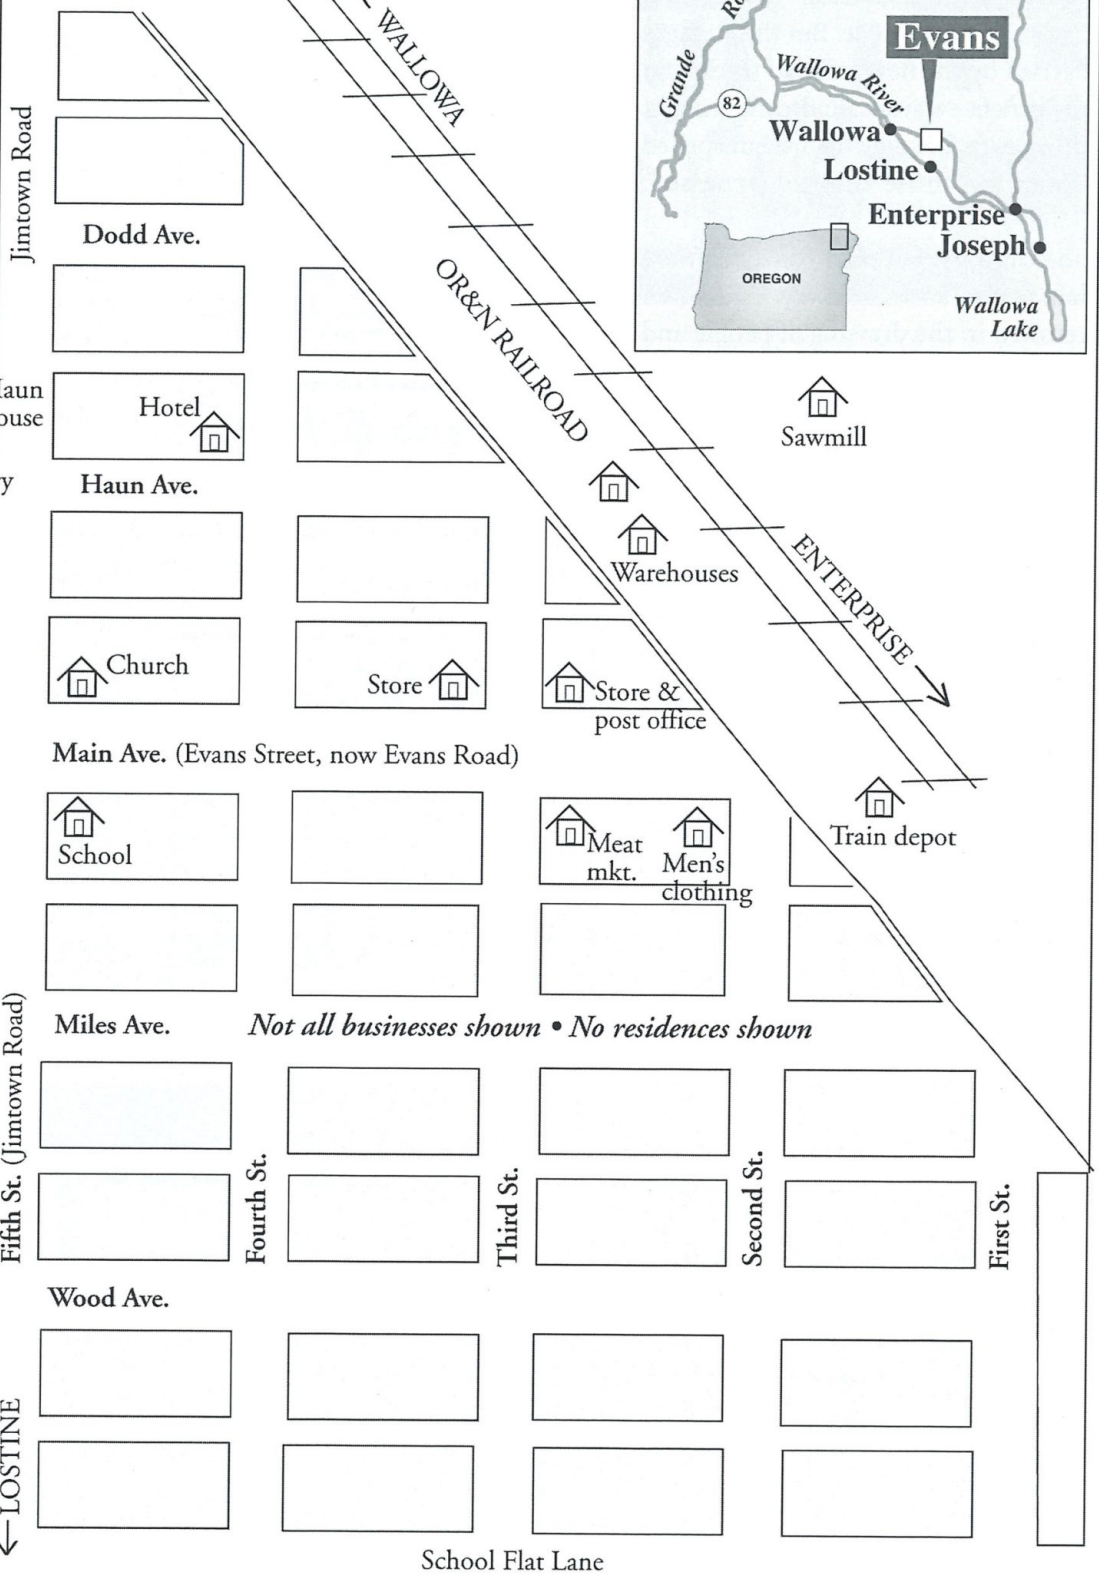 WALLOWA
Jimtown Road
Dodd Ave.
OR&N RAILROAD
Hotel
Haun Ave.
Warehouses
Sawmill
ENTERPRISE
Church
Store
Store &
post office
Main Ave. (Evans Street, now Evans Road)
School
Meat
mkt.
Men's
clothing
Train depot
Miles Ave.
Not all businesses shown • No residences shown
Fifth St. (Jimtown Road)
Fourth St.
Third St.
Second St.
First St.
Wood Ave.
LOSTINE
School Flat Lane
Evans
Grande
Wallowa River
82
Wallowa
Lostine
Enterprise
Joseph
OREGON
Wallowa
Lake